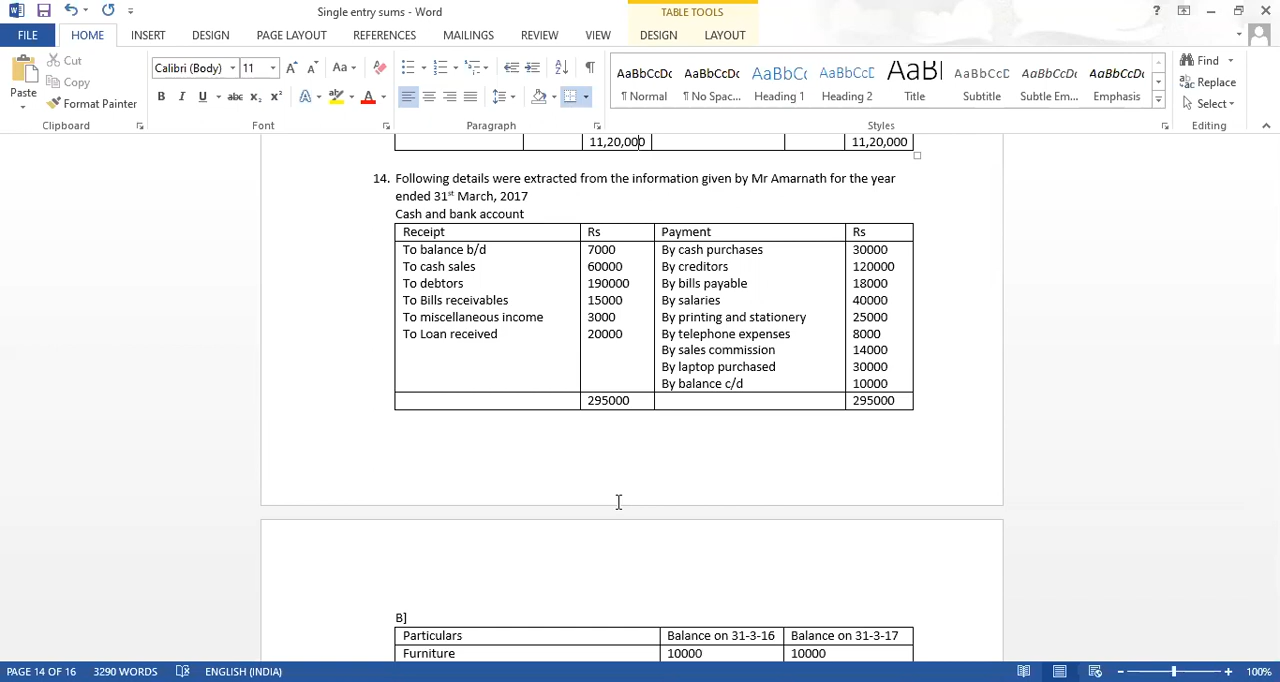 Single entry sums - Word
TABLE TOOLS
FILE HOME INSERT DESIGN PAGE LAYOUT REFERENCES MAILINGS REVIEW VIEW DESIGN LAYOUT
Paste
Cut
Copy
Format Painter
Calibri (Body) 11
Clipboard Font Paragraph Styles Editing
AaBbCcDc ¶ Normal
AaBbCcDc ¶ No Spac...
AaBbCc Heading 1
AaBbCcD Heading 2
AaBl Title
AaBbCcD Subtitle
AaBbCcDc Subtle Em...
AaBbCcDc Emphasis
Find
Replace
Select
11,20,000 11,20,000
14. Following details were extracted from the information given by Mr Amarnath for the year
ended 31st March, 2017
Cash and bank account
Receipt Rs Payment Rs
To balance b/d 7000 By cash purchases 30000
To cash sales 60000 By creditors 120000
To debtors 190000 By bills payable 18000
To Bills receivables 15000 By salaries 40000
To miscellaneous income 3000 By printing and stationery 25000
To Loan received 20000 By telephone expenses 8000
By sales commission 14000
By laptop purchased 30000
By balance c/d 10000
295000 295000
B]
Particulars Balance on 31-3-16 Balance on 31-3-17
Furniture 10000 10000
PAGE 14 OF 16 3290 WORDS ENGLISH (INDIA) 100%